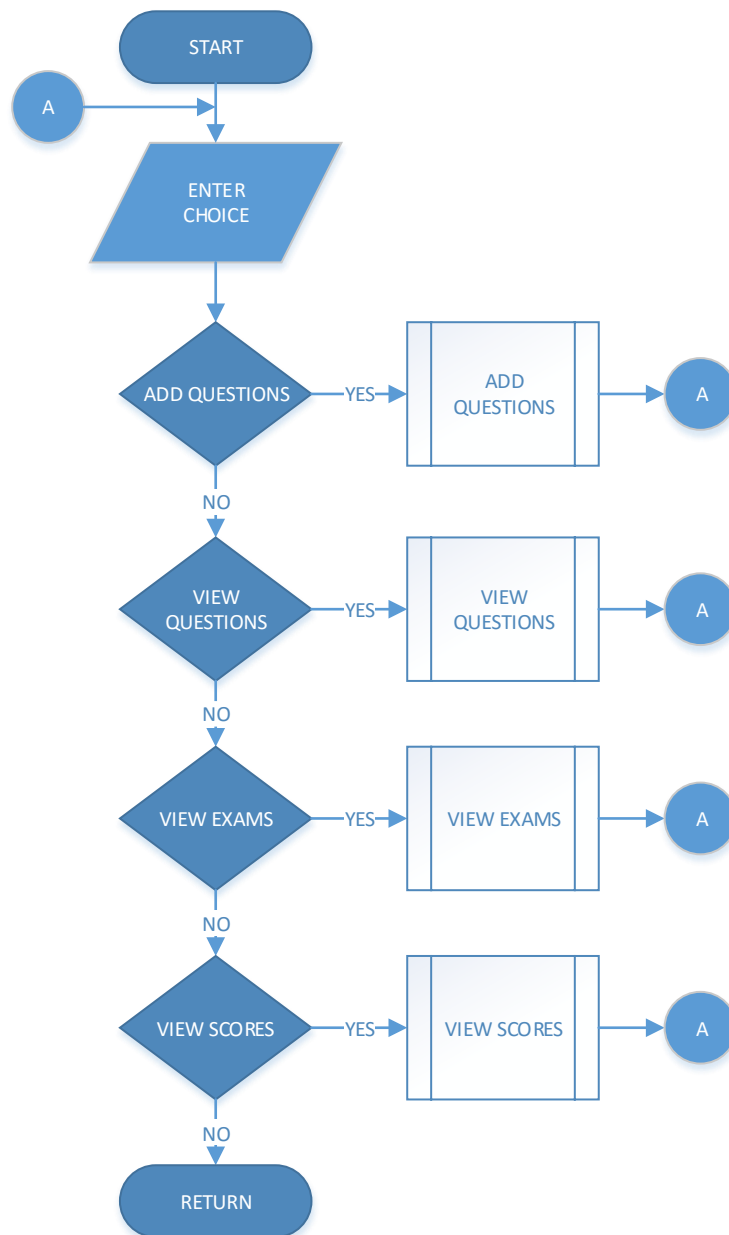 START
A
ENTER
CHOICE
ADD QUESTIONS
YES
ADD
QUESTIONS
A
NO
VIEW
QUESTIONS
YES
VIEW
QUESTIONS
A
NO
VIEW EXAMS
YES
VIEW EXAMS
A
NO
VIEW SCORES
YES
VIEW SCORES
A
NO
RETURN